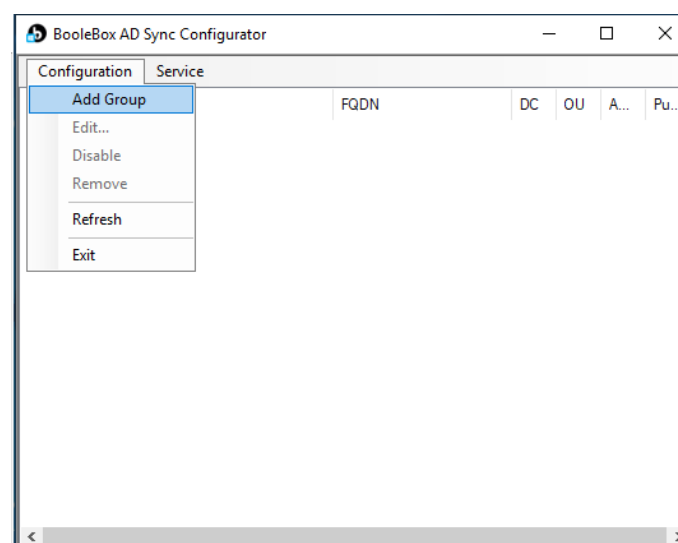 BooleBox AD Sync Configurator
Configuration Service
Add Group FQDN DC OU A... Pu...
Edit...
Disable
Remove
Refresh
Exit